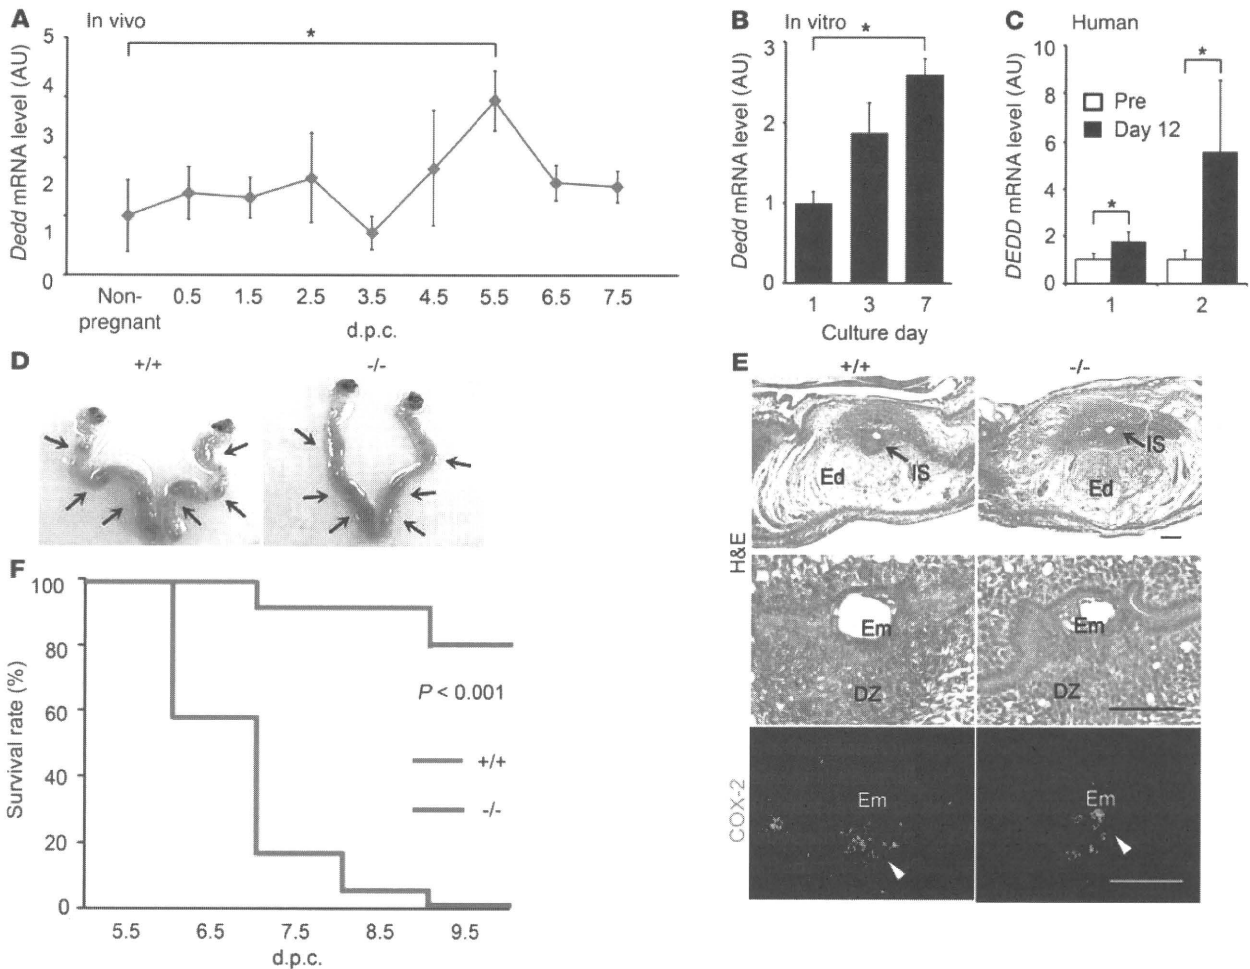 A In vivo
Dedd mRNA level (AU)
5
4
3
2
1
0
*
Non-pregnant 0.5 1.5 2.5 3.5 4.5 5.5 6.5 7.5
d.p.c.
B In vitro
Dedd mRNA level (AU)
3
2
1
0
*
1 3 7
Culture day
C Human
DEDD mRNA level (AU)
10
8
6
4
2
0
Pre
Day 12
*
*
1 2
D
+/+ -/-
E
+/+ -/-
H&E
Ed IS
Ed IS
Em DZ
Em DZ
COX-2
Em
Em
F
Survival rate (%)
100
80
60
40
20
0
P < 0.001
+/+
-/-
5.5 6.5 7.5 8.5 9.5
d.p.c.